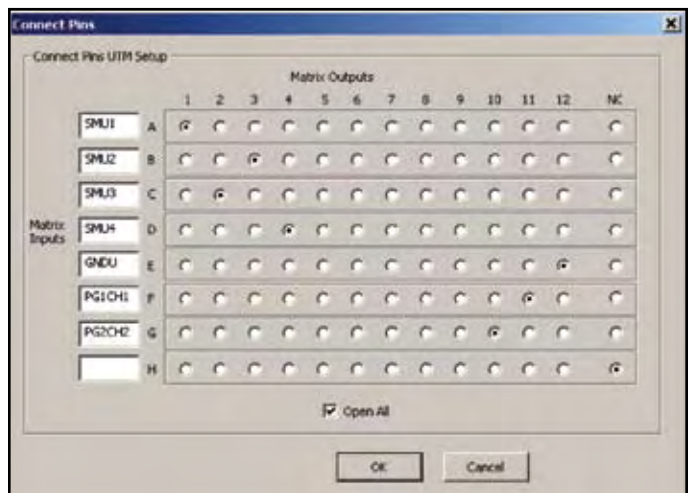 Connect Pins
Connect Pins UTM Setup
Matrix Outputs
1 2 3 4 5 6 7 8 9 10 11 12 NC
SMU1 A
SMU2 B
SMU3 C
Matrix Inputs
SMU4 D
GNDU E
PG1CH1 F
PG2CH2 G
H
Open All
OK Cancel